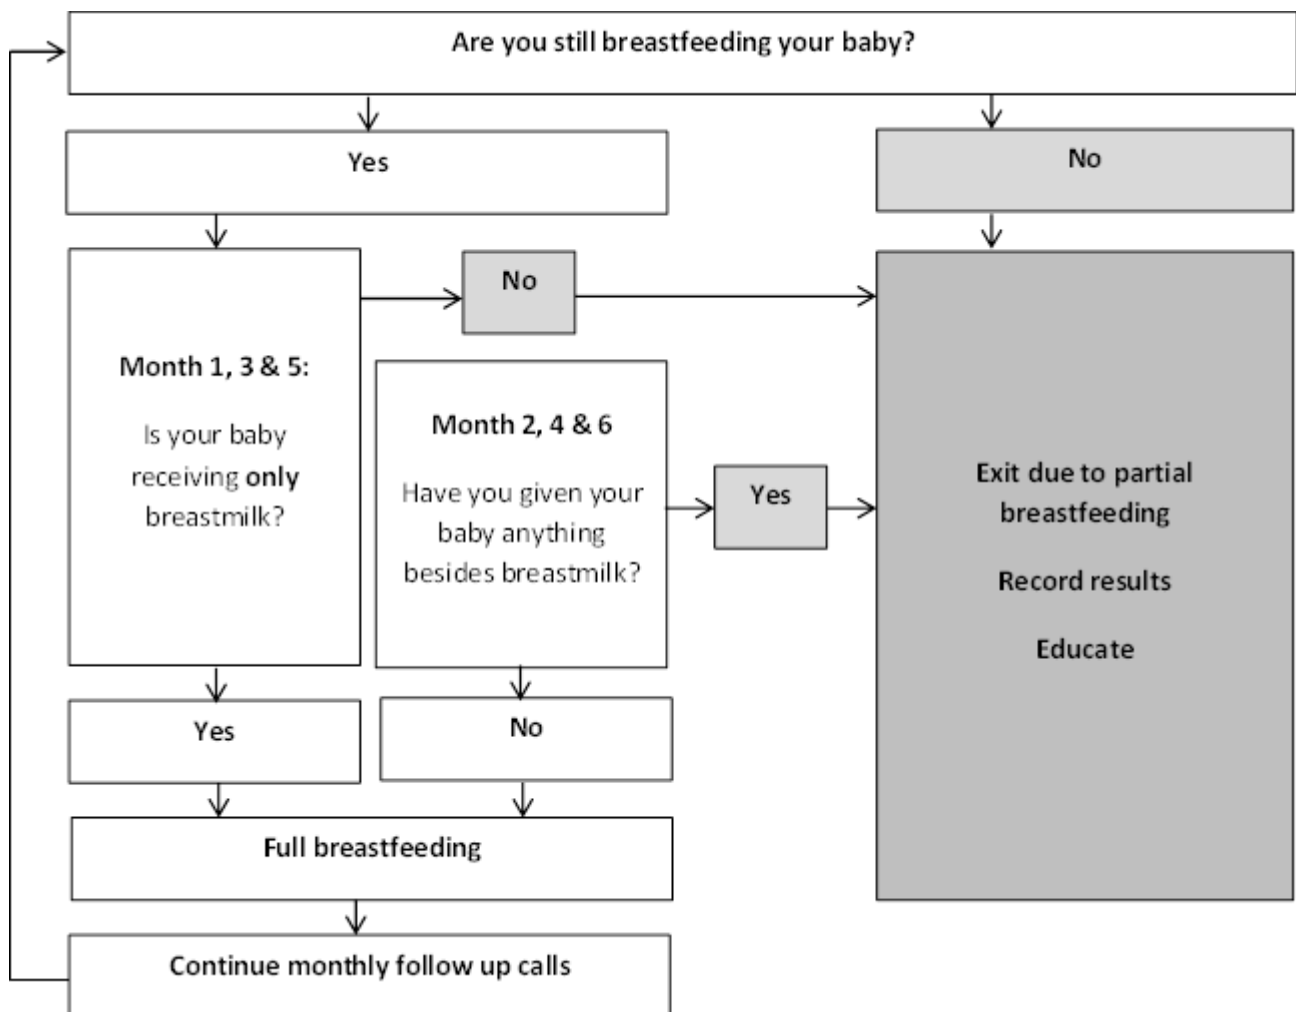 Are you still breastfeeding your baby?
Yes
No
No
Month 1, 3 & 5:
Is your baby
receiving only
breastmilk?
Month 2, 4 & 6
Have you given your
baby anything
besides breastmilk?
Yes
Exit due to partial
breastfeeding
Record results
Educate
Yes
No
Full breastfeeding
Continue monthly follow up calls